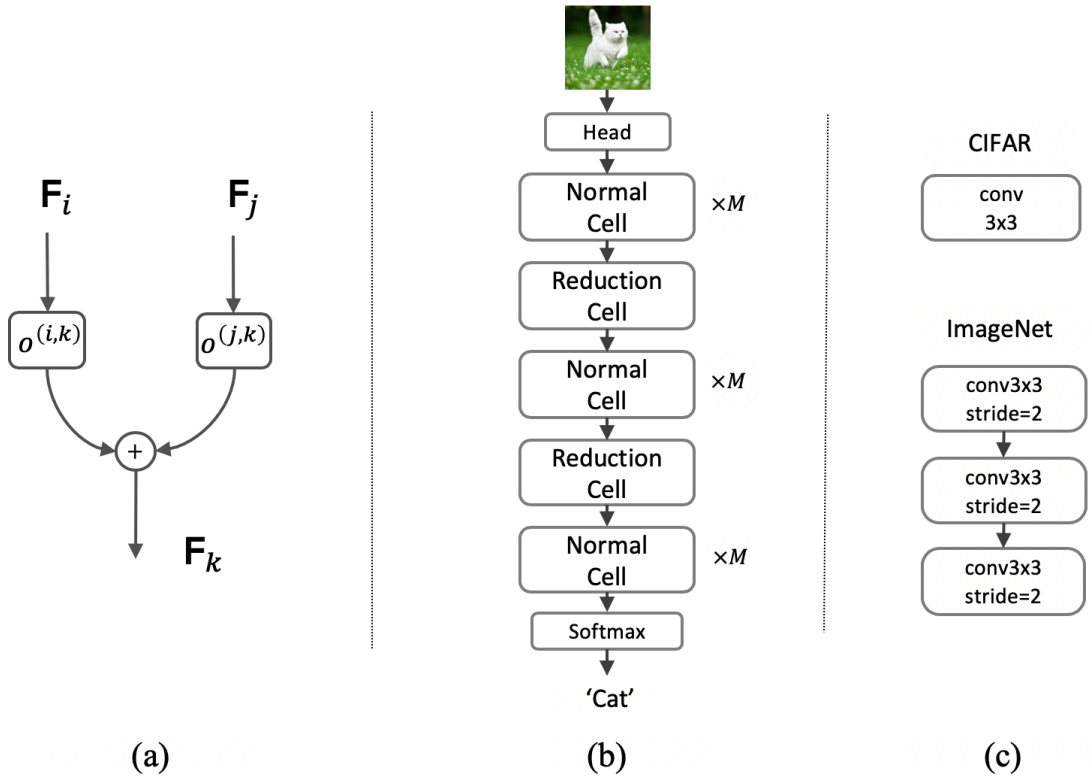 F_i
F_j
o^(i,k)
o^(j,k)
+
F_k
(a)
Head
Normal
Cell
×M
Reduction
Cell
Normal
Cell
×M
Reduction
Cell
Normal
Cell
×M
Softmax
‘Cat’
(b)
CIFAR
conv
3x3
ImageNet
conv3x3
stride=2
conv3x3
stride=2
conv3x3
stride=2
(c)